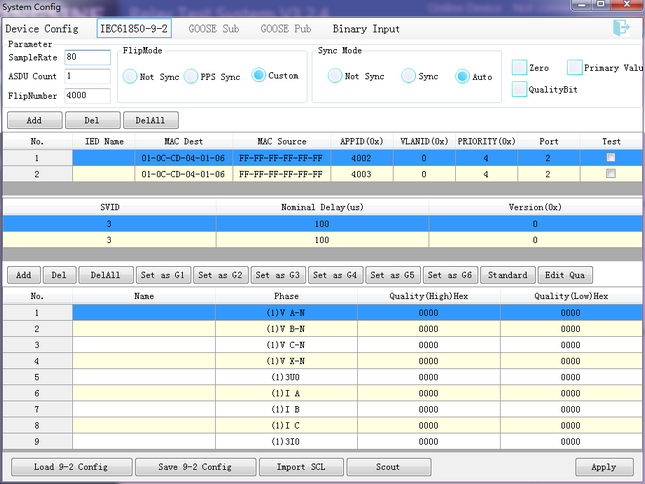 System Config
Device Config IEC61850-9-2 GOOSE Sub GOOSE Pub Binary Input
Parameter
SampleRate 80
ASDU Count 1
FlipNumber 4000
FlipMode
Not Sync PPS Sync Custom
Sync Mode
Not Sync Sync Auto
Zero Primary Valu
QualityBit
Add Del DelAll
No. IED Name MAC Dest MAC Source APPID(0x) VLANID(0x) PRIORITY(0x) Port Test
1 01-0C-CD-04-01-06 FF-FF-FF-FF-FF-FF 4002 0 4 2
2 01-0C-CD-04-01-06 FF-FF-FF-FF-FF-FF 4003 0 4 2
SVID Nominal Delay(us) Version(0x)
3 100 0
3 100 0
Add Del DelAll Set as G1 Set as G2 Set as G3 Set as G4 Set as G5 Set as G6 Standard Edit Qua
No. Name Phase Quality(High)Hex Quality(Low)Hex
1 (1)V A-N 0000 0000
2 (1)V B-N 0000 0000
3 (1)V C-N 0000 0000
4 (1)V X-N 0000 0000
5 (1)3U0 0000 0000
6 (1)I A 0000 0000
7 (1)I B 0000 0000
8 (1)I C 0000 0000
9 (1)3I0 0000 0000
Load 9-2 Config Save 9-2 Config Import SCL Scout Apply